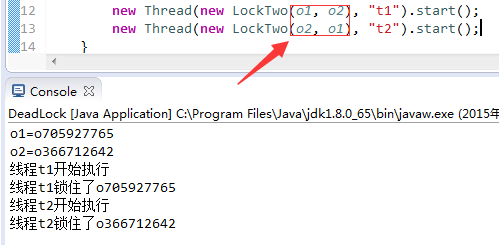 12 new Thread(new LockTwo(o1, o2), "t1").start();
13 new Thread(new LockTwo(o2, o1), "t2").start();
14 }
Console
DeadLock [Java Application] C:\Program Files\Java\jdk1.8.0_65\bin\javaw.exe (2015年
o1=o705927765
o2=o366712642
线程t1开始执行
线程t1锁住了o705927765
线程t2开始执行
线程t2锁住了o366712642